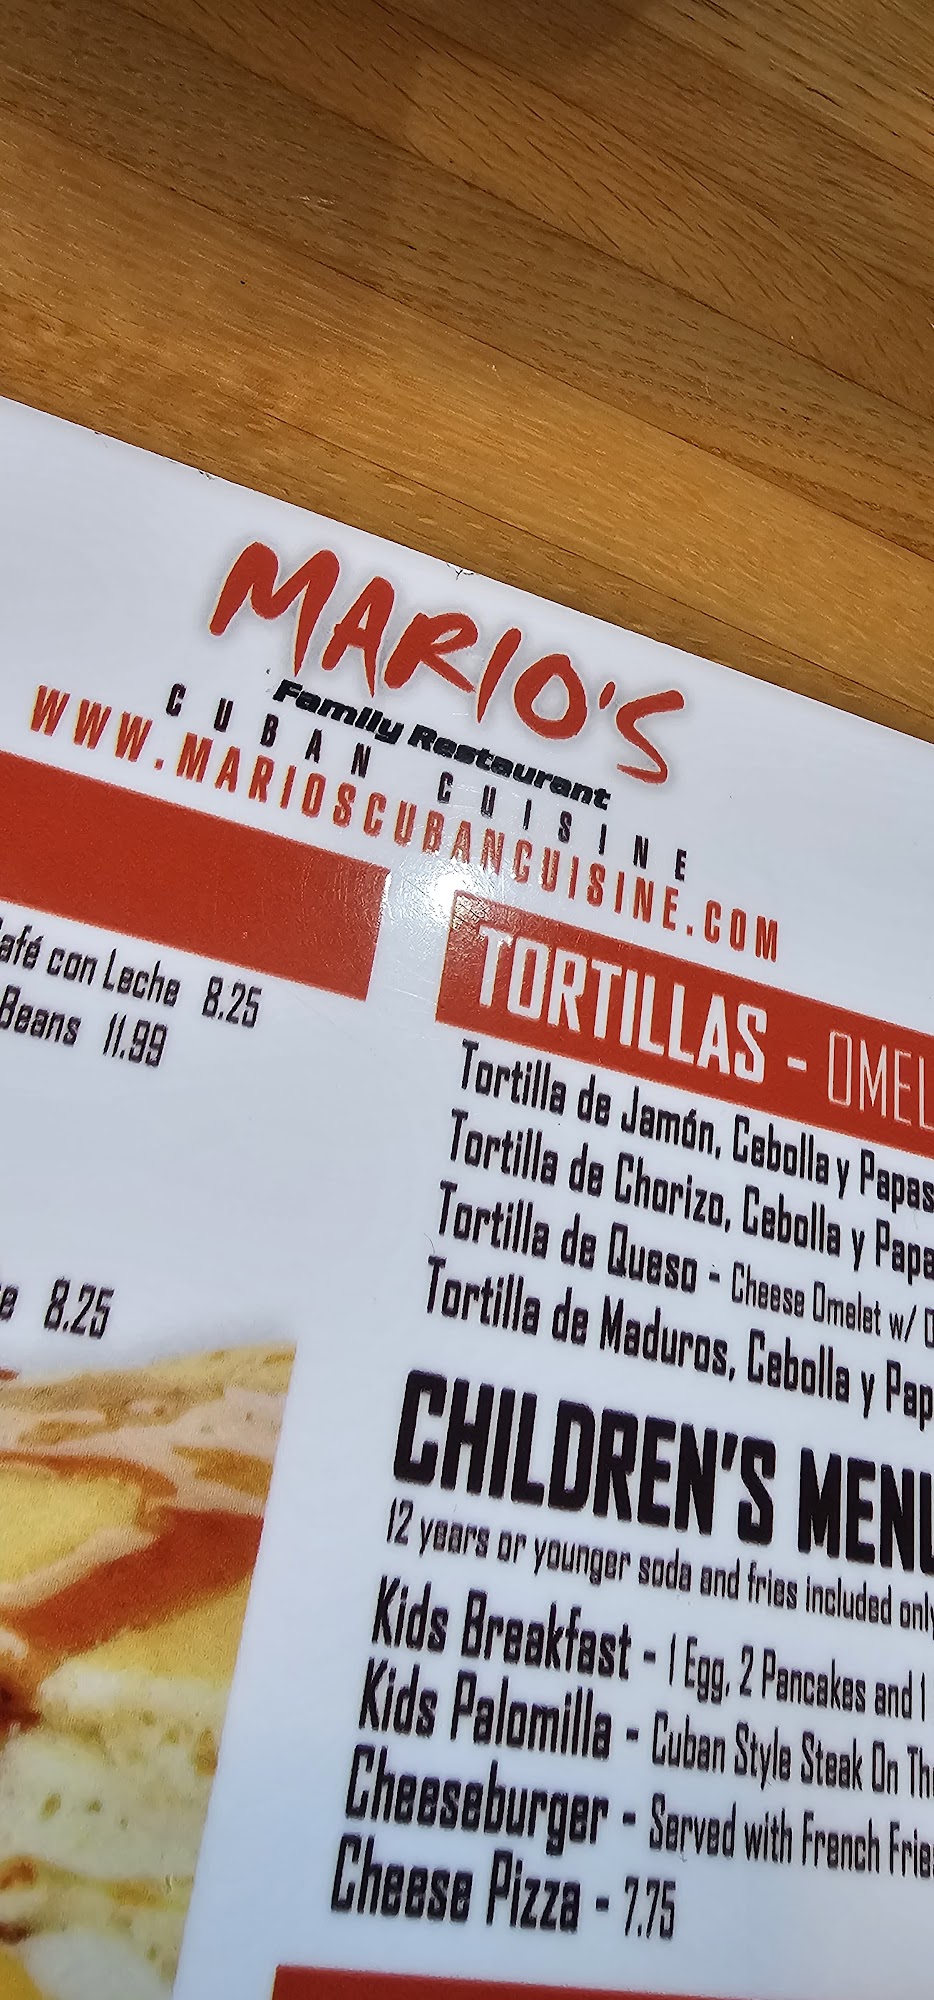 MARIO'S
Family Restaurant
CUBAN CUISINE
WWW.MARIOSCUBANCUISINE.COM
afé con Leche 8.25
Beans 11.99
e 8.25
TORTILLAS - OMEL
Tortilla de Jamón, Cebolla y Papas
Tortilla de Chorizo, Cebolla y Papa
Tortilla de Queso - Cheese Omelet w/
Tortilla de Maduros, Cebolla y Pap
CHILDREN'S MENU
12 years or younger soda and fries included only
Kids Breakfast - 1 Egg, 2 Pancakes and 1
Kids Palomilla - Cuban Style Steak On The
Cheeseburger - Served with French Fries
Cheese Pizza - 7.75